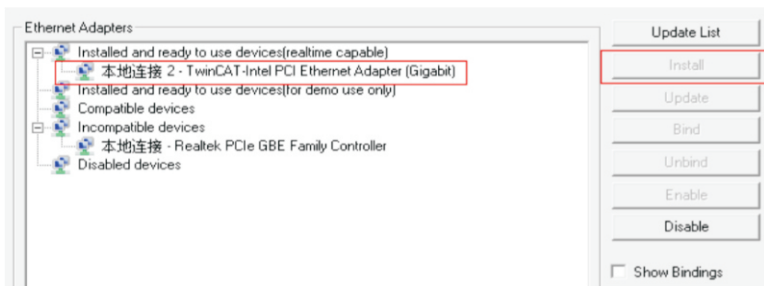 Ethernet Adapters
Installed and ready to use devices(realtime capable)
本地连接 2 - TwinCAT-Intel PCI Ethernet Adapter (Gigabit)
Installed and ready to use devices(for demo use only)
Compatible devices
Incompatible devices
本地连接 - Realtek PCIe GBE Family Controller
Disabled devices
Update List
Install
Update
Bind
Unbind
Enable
Disable
Show Bindings